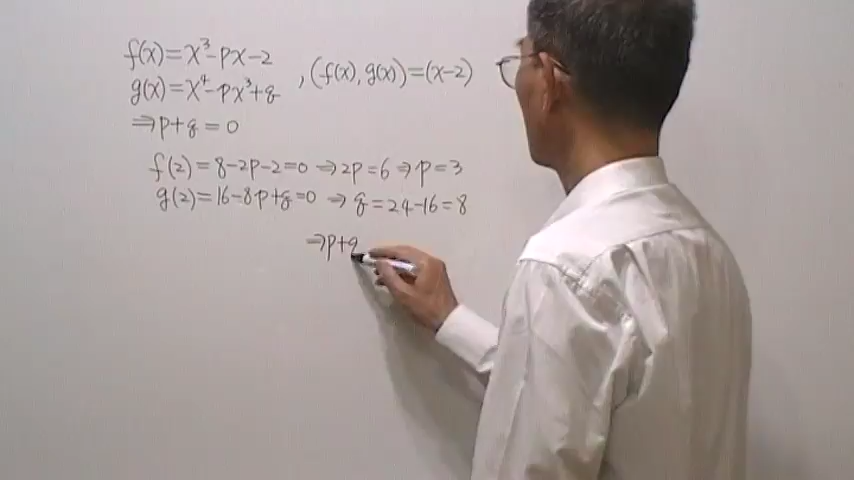 f(x)=x³-px-2
g(x)=x⁴-px³+q , (f(x), g(x))=(x-2)
⇒p+q=0
f(2)=8-2p-2=0 ⇒2p=6 ⇒p=3
g(2)=16-8p+q=0 ⇒ q=24-16=8
⇒p+q